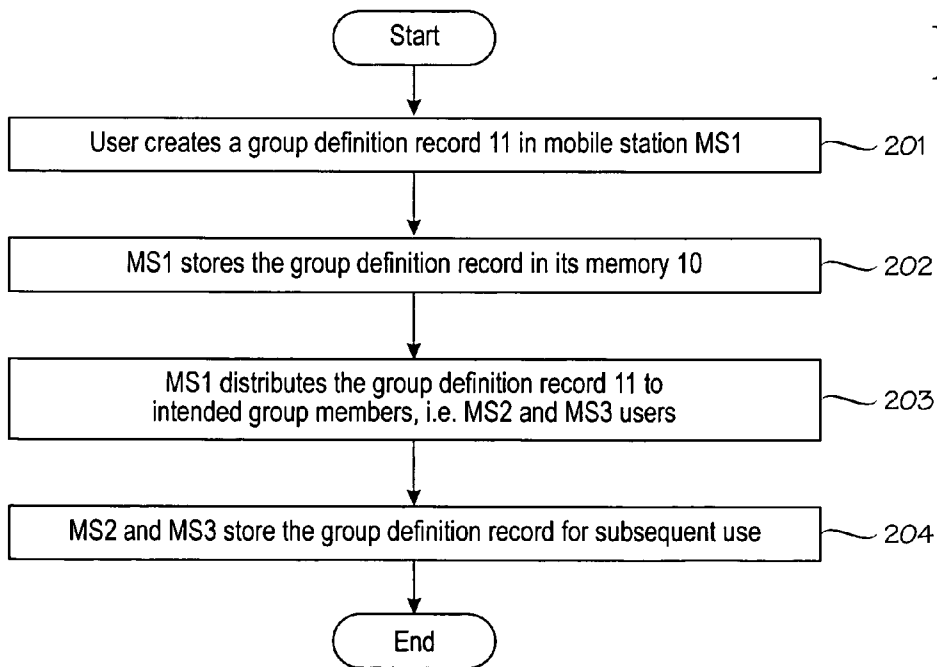 Start
User creates a group definition record 11 in mobile station MS1
201
MS1 stores the group definition record in its memory 10
202
MS1 distributes the group definition record 11 to
intended group members, i.e. MS2 and MS3 users
203
MS2 and MS3 store the group definition record for subsequent use
204
End